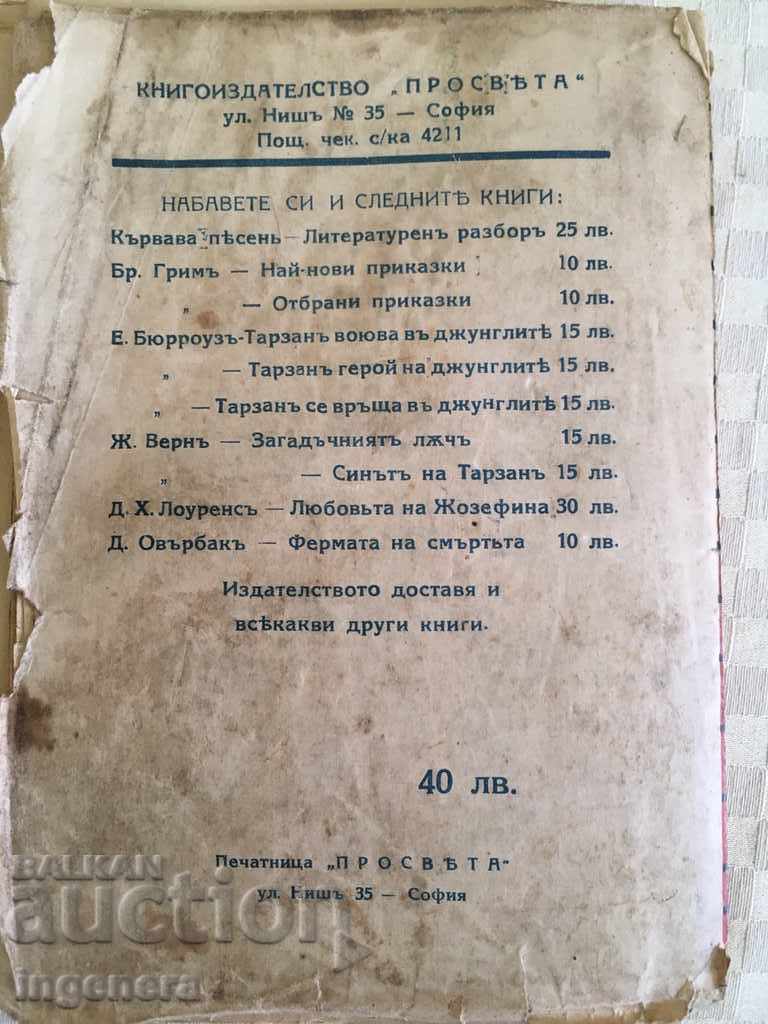 КНИГОИЗДАТЕЛСТВО „ПРОСВѢТА“
ул. Нишъ № 35 — София
Пощ. чек. с/ка 4211
НАБАВЕТЕ СИ И СЛЕДНИТѢ КНИГИ:
Кървава пѣсень — Литературенъ разборъ 25 лв.
Бр. Гримъ — Най-нови приказки 10 лв.
„ — Отбрани приказки 10 лв.
Е. Бюрроузъ-Тарзанъ воюва въ джунглитѣ 15 лв.
„ — Тарзанъ герой на джунглитѣ 15 лв.
„ — Тарзанъ се връща въ джунглитѣ 15 лв.
Ж. Вернъ — Загадъчниятъ лѫчъ 15 лв.
„ — Синътъ на Тарзанъ 15 лв.
Д. Х. Лоуренсъ — Любовьта на Жозефина 30 лв.
Д. Овърбакъ — Фермата на смъртьта 10 лв.
Издателството доставя и
всѣкакви други книги.
40 лв.
Печатница „ПРОСВѢТА“
ул. Нишъ 35 — София
BALKAN
auction
ingenera